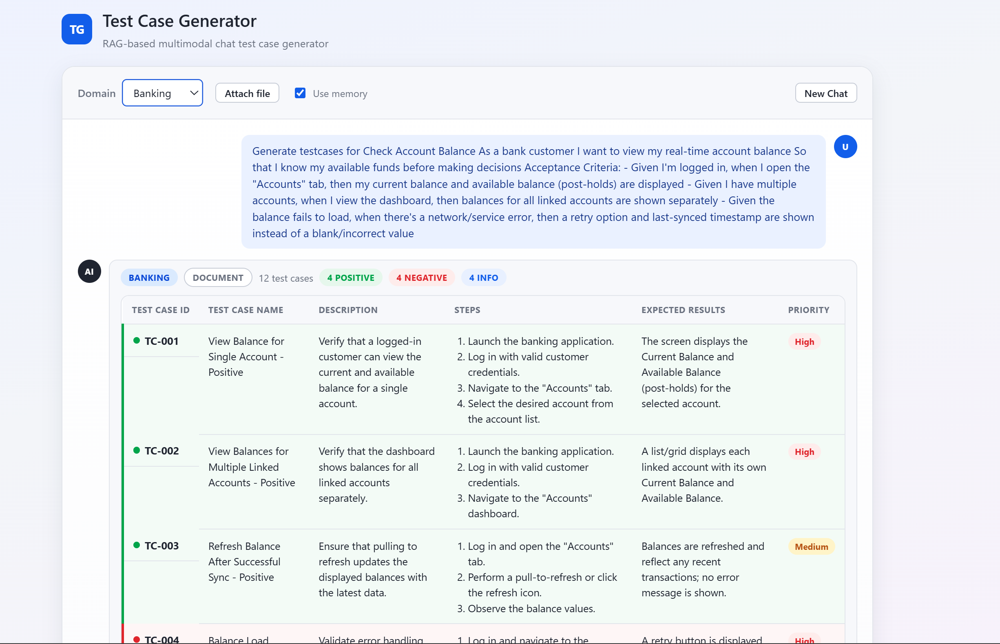 TG
Test Case Generator
RAG-based multimodal chat test case generator
Domain
Banking
Attach file
Use memory
New Chat
Generate testcases for Check Account Balance As a bank customer I want to view my real-time account balance So
that I know my available funds before making decisions Acceptance Criteria: - Given I'm logged in, when I open the
"Accounts" tab, then my current balance and available balance (post-holds) are displayed - Given I have multiple
accounts, when I view the dashboard, then balances for all linked accounts are shown separately - Given the
balance fails to load, when there's a network/service error, then a retry option and last-synced timestamp are shown
instead of a blank/incorrect value
U
AI
BANKING
DOCUMENT
12 test cases
4 POSITIVE
4 NEGATIVE
4 INFO
TEST CASE ID
TEST CASE NAME
DESCRIPTION
STEPS
EXPECTED RESULTS
PRIORITY
TC-001
View Balance for
Single Account -
Positive
Verify that a logged-in
customer can view the
current and available
balance for a single
account.
1. Launch the banking application.
2. Log in with valid customer
credentials.
3. Navigate to the "Accounts" tab.
4. Select the desired account from
the account list.
The screen displays the
Current Balance and
Available Balance
(post-holds) for the
selected account.
High
TC-002
View Balances for
Multiple Linked
Accounts - Positive
Verify that the dashboard
shows balances for all
linked accounts
separately.
1. Launch the banking application.
2. Log in with valid customer
credentials.
3. Navigate to the "Accounts"
dashboard.
A list/grid displays each
linked account with its own
Current Balance and
Available Balance.
High
TC-003
Refresh Balance
After Successful
Sync - Positive
Ensure that pulling to
refresh updates the
displayed balances with
the latest data.
1. Log in and open the "Accounts"
tab.
2. Perform a pull-to-refresh or click
the refresh icon.
3. Observe the balance values.
Balances are refreshed and
reflect any recent
transactions; no error
message is shown.
Medium
TC-004
Balance Load
Validate error handling
1. Log in and navigate to the
A retry button is displayed
High